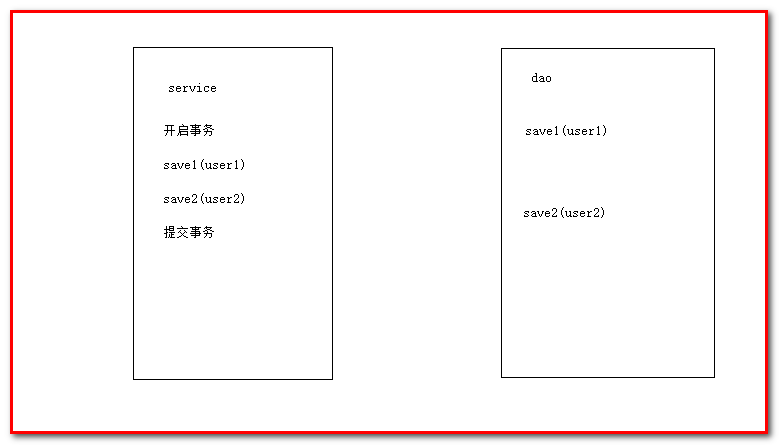 service
开启事务
save1(user1)
save2(user2)
提交事务
dao
save1(user1)
save2(user2)